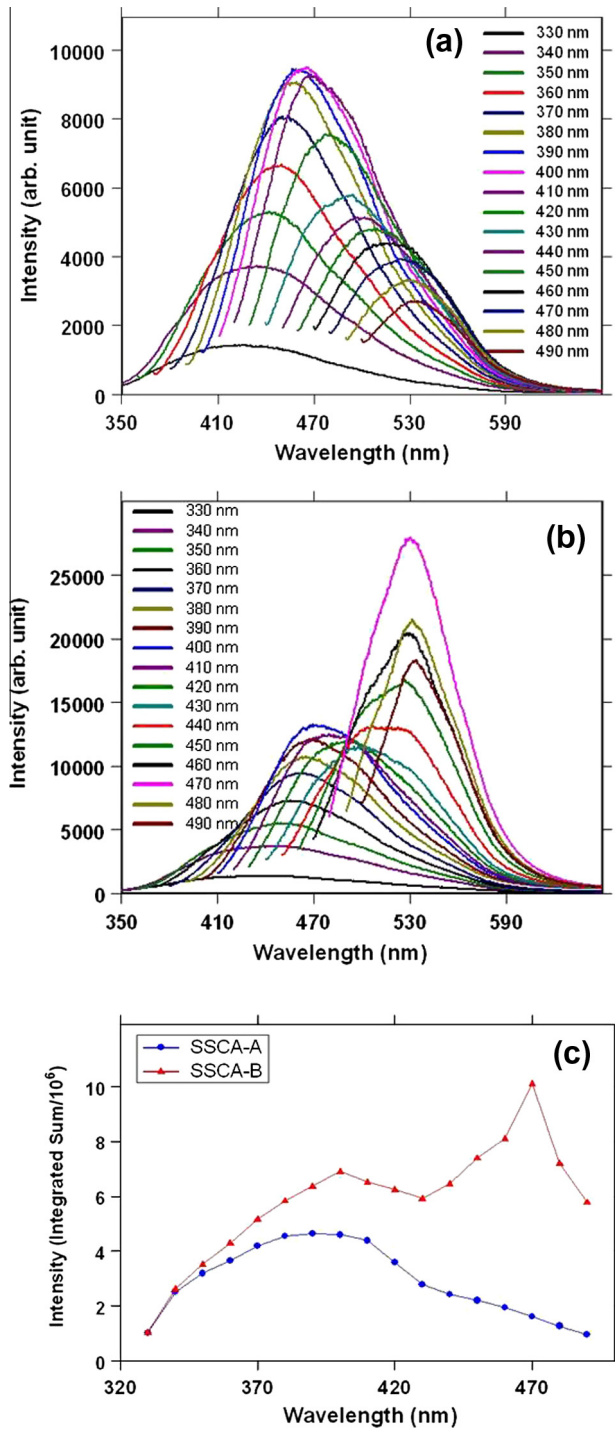 (a)
10000
8000
6000
4000
2000
0
Intensity (arb. unit)
330 nm
340 nm
350 nm
360 nm
370 nm
380 nm
390 nm
400 nm
410 nm
420 nm
430 nm
440 nm
450 nm
460 nm
470 nm
480 nm
490 nm
350 410 470 530 590
Wavelength (nm)
(b)
25000
20000
15000
10000
5000
0
Intensity (arb. unit)
330 nm
340 nm
350 nm
360 nm
370 nm
380 nm
390 nm
400 nm
410 nm
420 nm
430 nm
440 nm
450 nm
460 nm
470 nm
480 nm
490 nm
350 410 470 530 590
Wavelength (nm)
(c)
SSCA-A
SSCA-B
10
8
6
4
2
0
Intensity (Integrated Sum/10⁶)
320 370 420 470
Wavelength (nm)